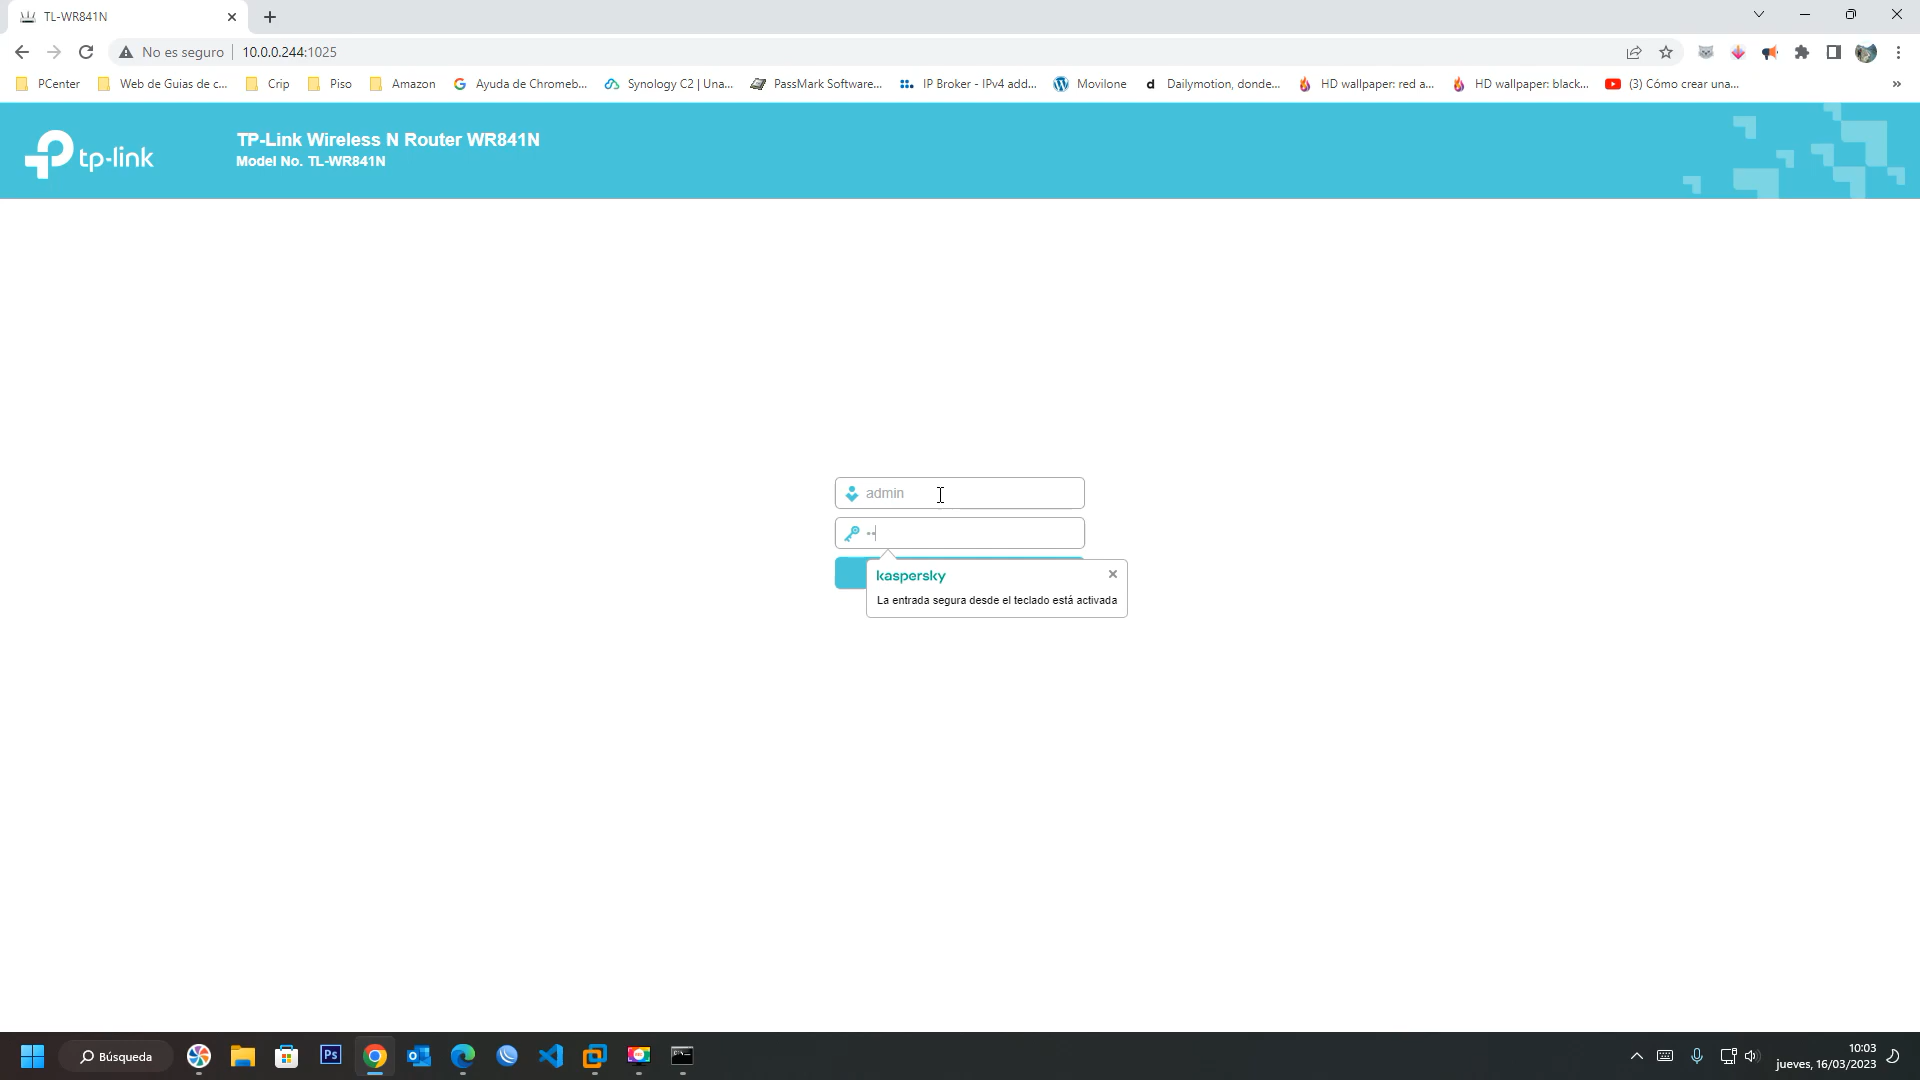 TL-WR841N
No es seguro
10.0.0.244:1025
PCenter
Web de Guias de c...
Crip
Piso
Amazon
Ayuda de Chromeb...
Synology C2 | Una...
PassMark Software...
IP Broker - IPv4 add...
Movilone
Dailymotion, donde...
HD wallpaper: red a...
HD wallpaper: black...
(3) Cómo crear una...
»
tp-link
TP-Link Wireless N Router WR841N
Model No. TL-WR841N
admin
kaspersky
La entrada segura desde el teclado está activada
Búsqueda
Ps
10:03
jueves, 16/03/2023